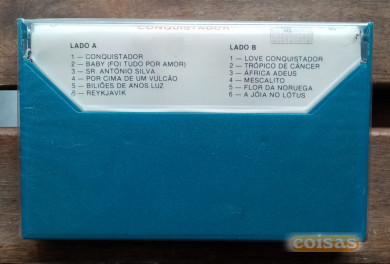 CONQUISTADOR
LADO A
1 — CONQUISTADOR
2 — BABY (FOI TUDO POR AMOR)
3 — SR. ANTÓNIO SILVA
4 — POR CIMA DE UM VULCÃO
5 — BILIÕES DE ANOS LUZ
6 — REYKJAVIK
LADO B
1 — LOVE CONQUISTADOR
2 — TRÓPICO DE CÂNCER
3 — ÁFRICA ADEUS
4 — MESCALITO
5 — FLOR DA NORUEGA
6 — A JÓIA NO LÓTUS
coisas